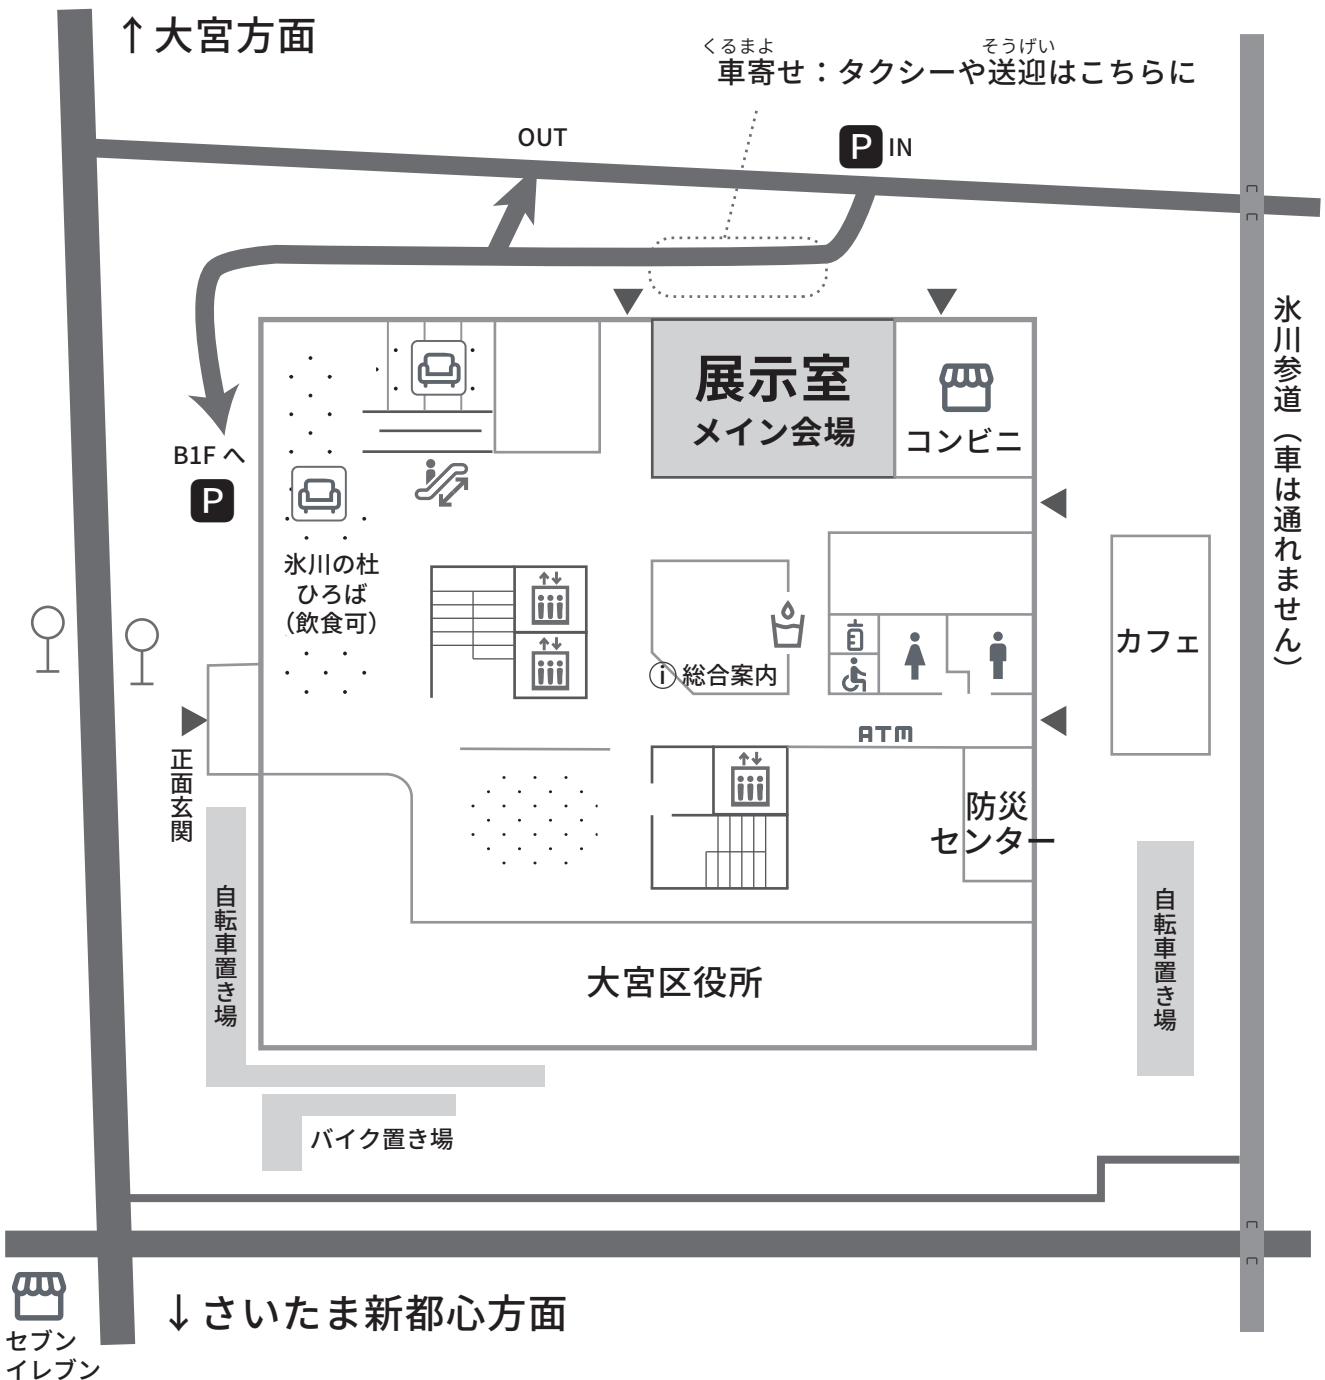 ↑大宮方面
くるまよ
そうげい
車寄せ：タクシーや送迎はこちらに
OUT
P IN
展示室
メイン会場
コンビニ
B1F へ
P
氷川参道（車は通れません）
氷川の杜
ひろば
（飲食可）
カフェ
i 総合案内
ATM
正面玄関
防災
センター
自転車置き場
自転車置き場
大宮区役所
バイク置き場
↓さいたま新都心方面
セブン
イレブン